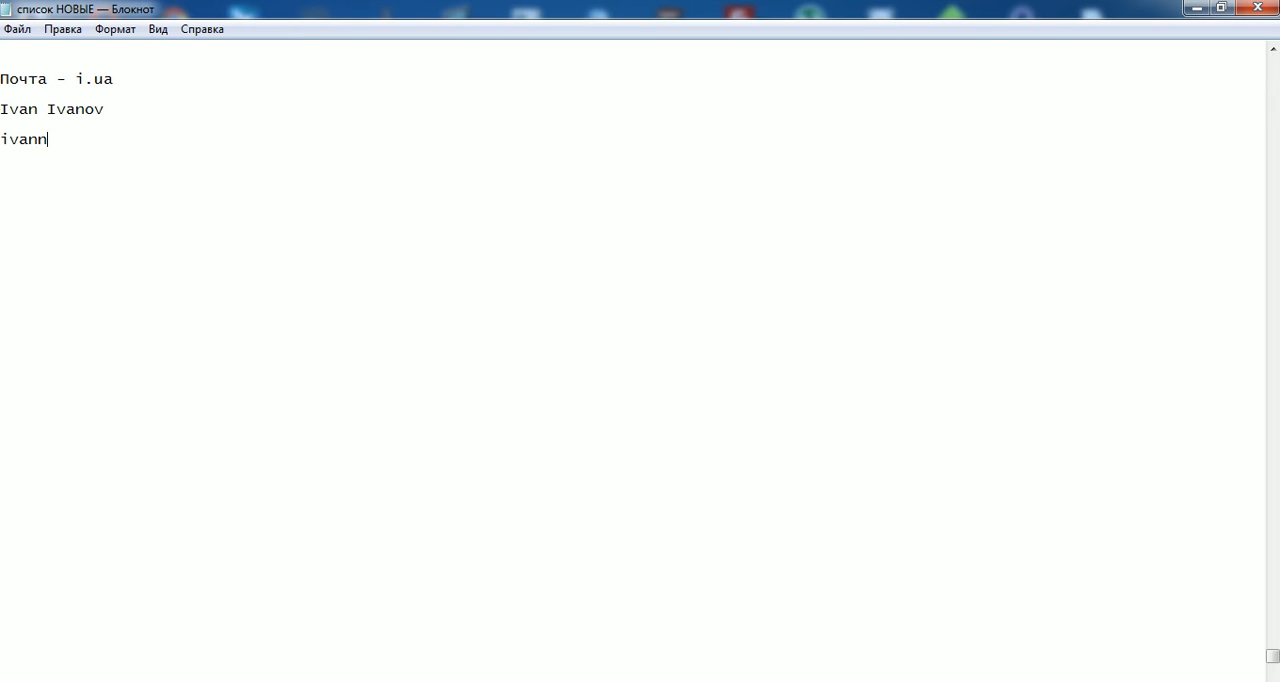 список НОВЫЕ — Блокнот
Файл Правка Формат Вид Справка
Почта - i.ua
Ivan Ivanov
ivann